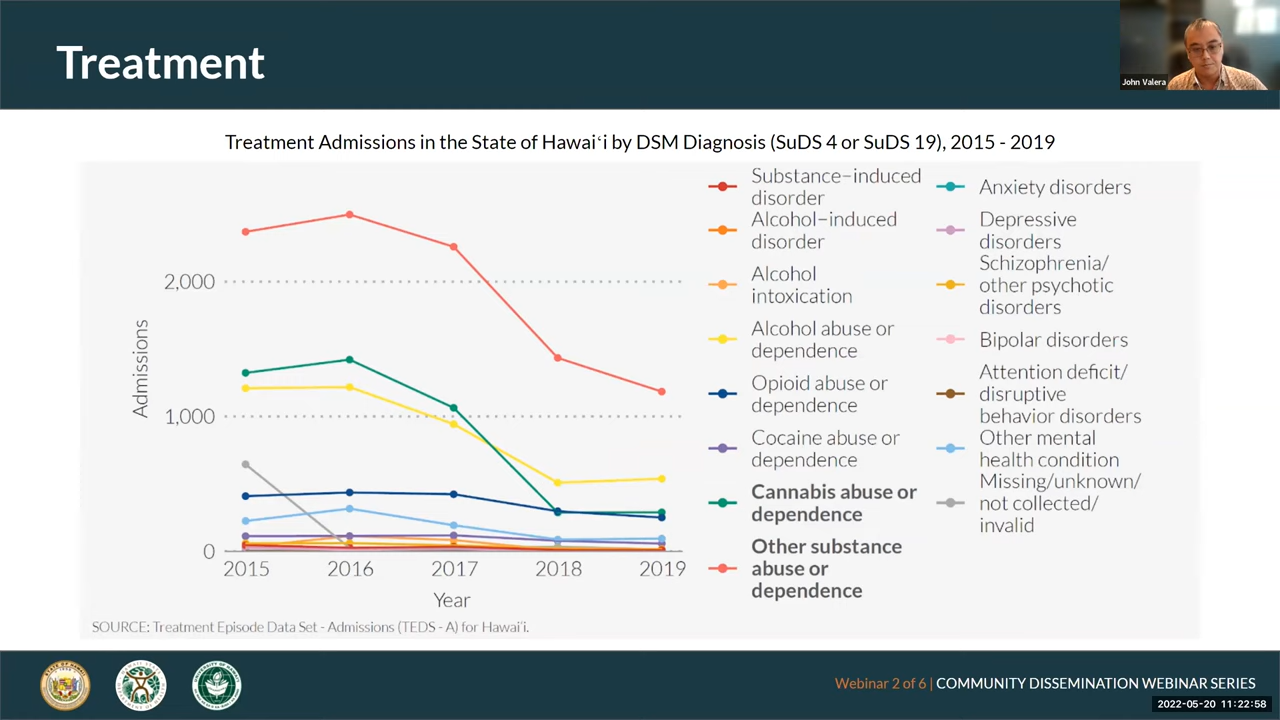 Treatment
John Valera
Treatment Admissions in the State of Hawaiʻi by DSM Diagnosis (SuDS 4 or SuDS 19), 2015 - 2019
Admissions
2,000
1,000
0
2015 2016 2017 2018 2019
Year
Substance–induced
disorder
Alcohol–induced
disorder
Alcohol
intoxication
Alcohol abuse or
dependence
Opioid abuse or
dependence
Cocaine abuse or
dependence
Cannabis abuse or
dependence
Other substance
abuse or
dependence
Anxiety disorders
Depressive
disorders
Schizophrenia/
other psychotic
disorders
Bipolar disorders
Attention deficit/
disruptive
behavior disorders
Other mental
health condition
Missing/unknown/
not collected/
invalid
SOURCE: Treatment Episode Data Set - Admissions (TEDS - A) for Hawai'i.
Webinar 2 of 6 | COMMUNITY DISSEMINATION WEBINAR SERIES
2022-05-20 11:22:58